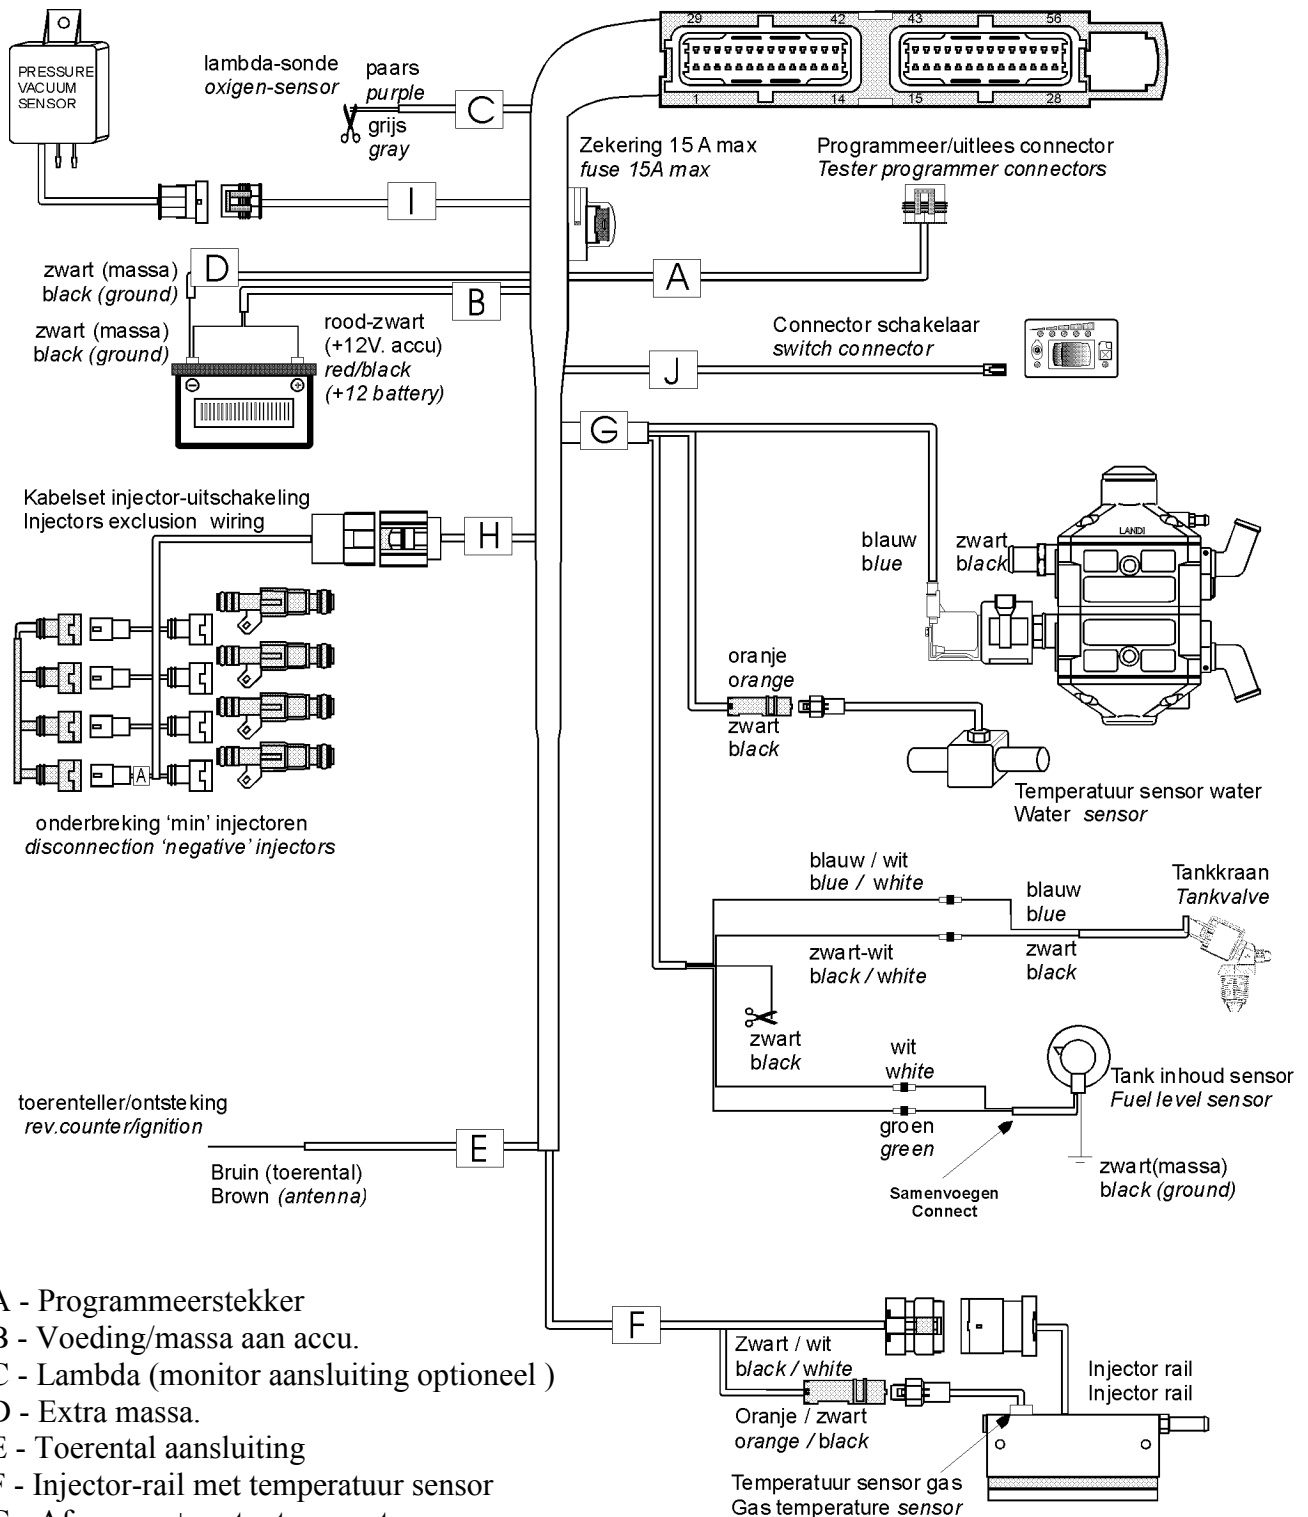 29 42 43 56
1 14 15 28
PRESSURE
VACUUM
SENSOR
lambda-sonde
oxigen-sensor
paars
purple
grijs
gray
C
Zekering 15 A max
fuse 15A max
Programmeer/uitlees connector
Tester programmer connectors
I
D
A
B
zwart (massa)
black (ground)
zwart (massa)
black (ground)
rood-zwart
(+12V. accu)
red/black
(+12 battery)
Connector schakelaar
switch connector
J
G
Kabelset injector-uitschakeling
Injectors exclusion wiring
H
blauw
blue
zwart
black
LANDI
oranje
orange
zwart
black
A
Temperatuur sensor water
Water sensor
onderbreking ‘min’ injectoren
disconnection ‘negative’ injectors
blauw / wit
blue / white
blauw
blue
Tankkraan
Tankvalve
zwart-wit
black / white
zwart
black
zwart
black
wit
white
Tank inhoud sensor
Fuel level sensor
groen
green
zwart(massa)
black (ground)
Samenvoegen
Connect
toerenteller/ontsteking
rev.counter/ignition
E
Bruin (toerental)
Brown (antenna)
F
Zwart / wit
black / white
Oranje / zwart
orange / black
Injector rail
Injector rail
Temperatuur sensor gas
Gas temperature sensor
A - Programmeerstekker
B - Voeding/massa aan accu.
C - Lambda (monitor aansluiting optioneel )
D - Extra massa.
E - Toerental aansluiting
F - Injector-rail met temperatuur sensor